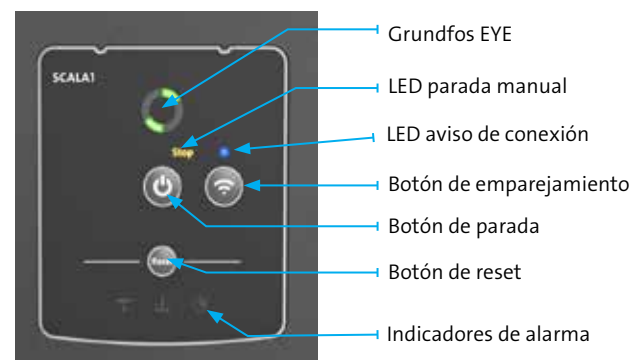 Grundfos EYE
SCALA1
LED parada manual
LED aviso de conexión
Stop
Botón de emparejamiento
Botón de parada
Reset
Botón de reset
Indicadores de alarma